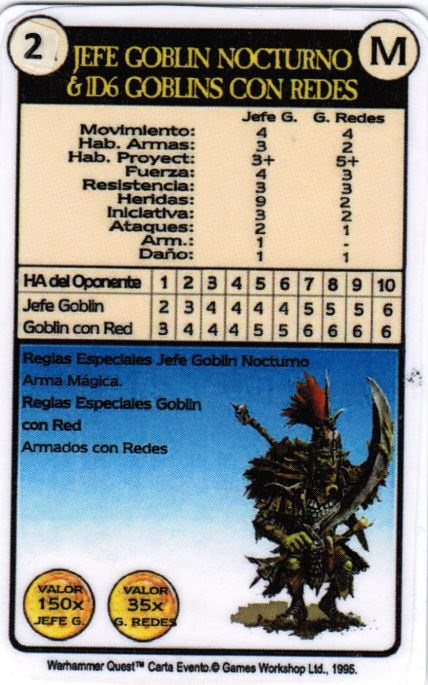 2
M
JEFE GOBLIN NOCTURNO
& 1D6 GOBLINS CON REDES
Jefe G. G. Redes
Movimiento: 4 4
Hab. Armas: 3 2
Hab. Proyect: 3+ 5+
Fuerza: 4 3
Resistencia: 3 3
Heridas: 9 2
Iniciativa: 3 2
Ataques: 2 1
Arm.: 1 -
Daño: 1 1
HA del Oponente 1 2 3 4 5 6 7 8 9 10
Jefe Goblin 2 3 4 4 4 4 5 5 5 6
Goblin con Red 3 4 4 4 5 5 6 6 6 6
Reglas Especiales Jefe Goblin Nocturno
Arma Mágica.
Reglas Especiales Goblin
con Red
Armados con Redes
VALOR
150x
JEFE G.
VALOR
35x
G. REDES
Warhammer Quest™ Carta Evento.© Games Workshop Ltd., 1995.